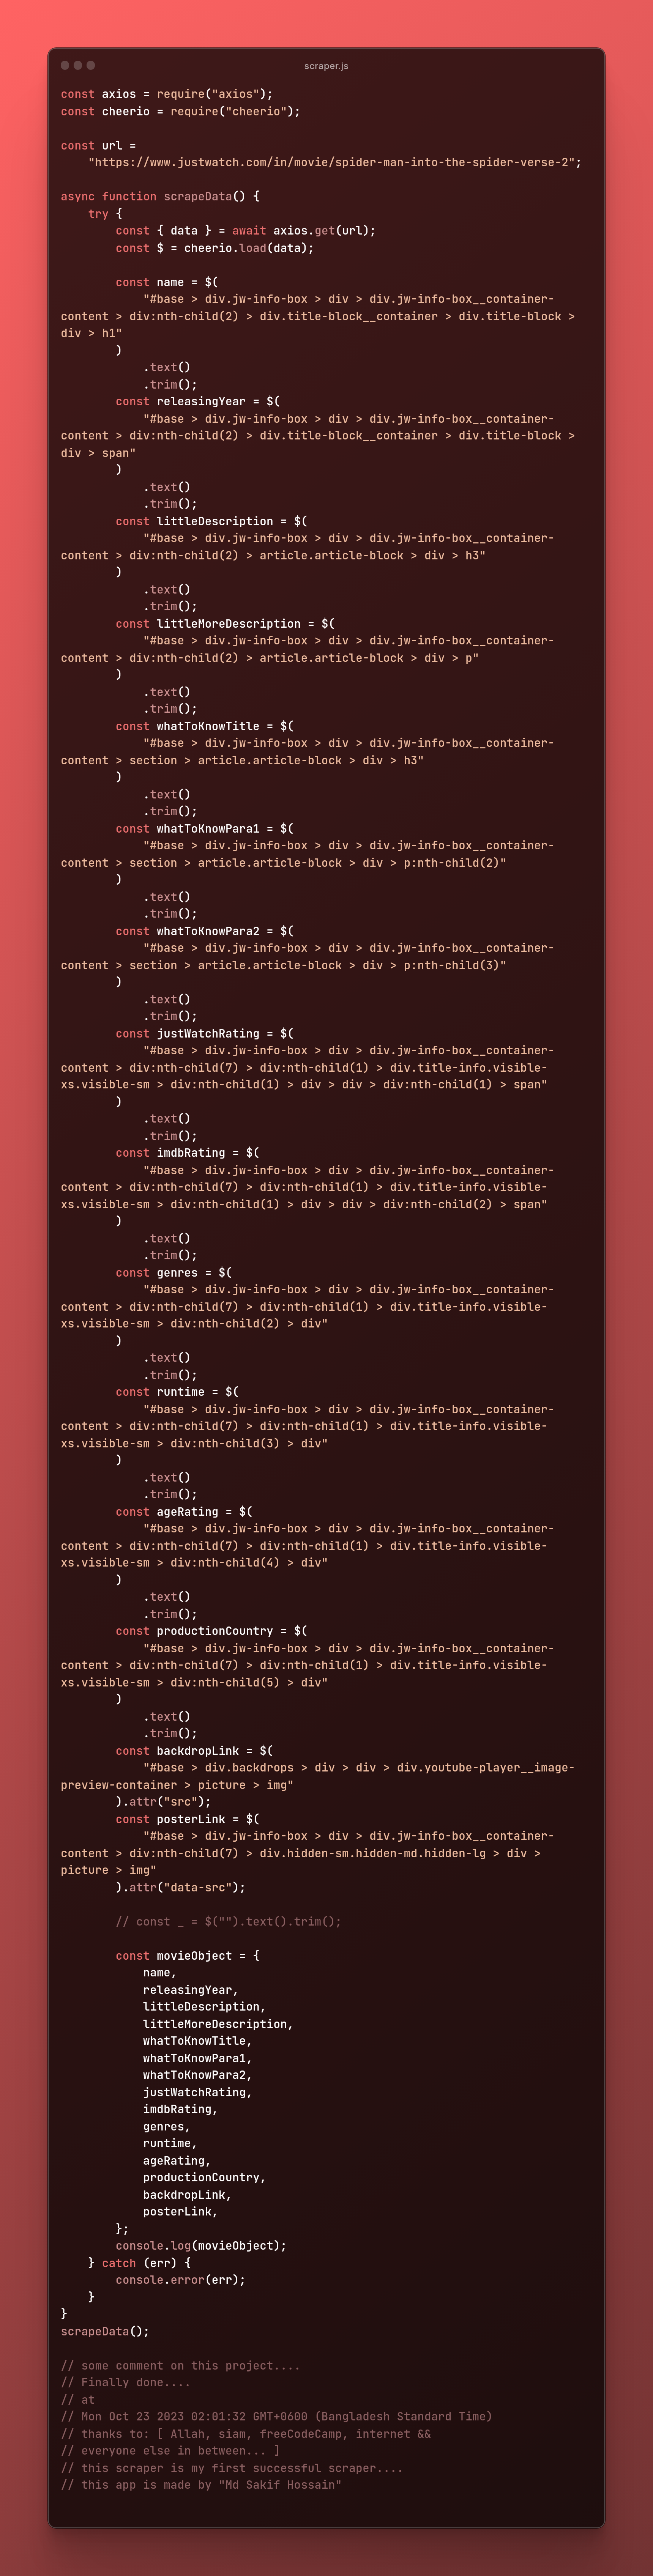 scraper.js
const axios = require("axios");
const cheerio = require("cheerio");
const url =
"https://www.justwatch.com/in/movie/spider-man-into-the-spider-verse-2";
async function scrapeData() {
try {
const { data } = await axios.get(url);
const $ = cheerio.load(data);
const name = $(
"#base > div.jw-info-box > div > div.jw-info-box__container-
content > div:nth-child(2) > div.title-block__container > div.title-block >
div > h1"
)
.text()
.trim();
const releasingYear = $(
"#base > div.jw-info-box > div > div.jw-info-box__container-
content > div:nth-child(2) > div.title-block__container > div.title-block >
div > span"
)
.text()
.trim();
const littleDescription = $(
"#base > div.jw-info-box > div > div.jw-info-box__container-
content > div:nth-child(2) > article.article-block > div > h3"
)
.text()
.trim();
const littleMoreDescription = $(
"#base > div.jw-info-box > div > div.jw-info-box__container-
content > div:nth-child(2) > article.article-block > div > p"
)
.text()
.trim();
const whatToKnowTitle = $(
"#base > div.jw-info-box > div > div.jw-info-box__container-
content > section > article.article-block > div > h3"
)
.text()
.trim();
const whatToKnowPara1 = $(
"#base > div.jw-info-box > div > div.jw-info-box__container-
content > section > article.article-block > div > p:nth-child(2)"
)
.text()
.trim();
const whatToKnowPara2 = $(
"#base > div.jw-info-box > div > div.jw-info-box__container-
content > section > article.article-block > div > p:nth-child(3)"
)
.text()
.trim();
const justWatchRating = $(
"#base > div.jw-info-box > div > div.jw-info-box__container-
content > div:nth-child(7) > div:nth-child(1) > div.title-info.visible-
xs.visible-sm > div:nth-child(1) > div > div > div:nth-child(1) > span"
)
.text()
.trim();
const imdbRating = $(
"#base > div.jw-info-box > div > div.jw-info-box__container-
content > div:nth-child(7) > div:nth-child(1) > div.title-info.visible-
xs.visible-sm > div:nth-child(1) > div > div > div:nth-child(2) > span"
)
.text()
.trim();
const genres = $(
"#base > div.jw-info-box > div > div.jw-info-box__container-
content > div:nth-child(7) > div:nth-child(1) > div.title-info.visible-
xs.visible-sm > div:nth-child(2) > div"
)
.text()
.trim();
const runtime = $(
"#base > div.jw-info-box > div > div.jw-info-box__container-
content > div:nth-child(7) > div:nth-child(1) > div.title-info.visible-
xs.visible-sm > div:nth-child(3) > div"
)
.text()
.trim();
const ageRating = $(
"#base > div.jw-info-box > div > div.jw-info-box__container-
content > div:nth-child(7) > div:nth-child(1) > div.title-info.visible-
xs.visible-sm > div:nth-child(4) > div"
)
.text()
.trim();
const productionCountry = $(
"#base > div.jw-info-box > div > div.jw-info-box__container-
content > div:nth-child(7) > div:nth-child(1) > div.title-info.visible-
xs.visible-sm > div:nth-child(5) > div"
)
.text()
.trim();
const backdropLink = $(
"#base > div.backdrops > div > div > div.youtube-player__image-
preview-container > picture > img"
).attr("src");
const posterLink = $(
"#base > div.jw-info-box > div > div.jw-info-box__container-
content > div:nth-child(7) > div.hidden-sm.hidden-md.hidden-lg > div >
picture > img"
).attr("data-src");
// const _ = $("").text().trim();
const movieObject = {
name,
releasingYear,
littleDescription,
littleMoreDescription,
whatToKnowTitle,
whatToKnowPara1,
whatToKnowPara2,
justWatchRating,
imdbRating,
genres,
runtime,
ageRating,
productionCountry,
backdropLink,
posterLink,
};
console.log(movieObject);
} catch (err) {
console.error(err);
}
}
scrapeData();
// some comment on this project....
// Finally done....
// at
// Mon Oct 23 2023 02:01:32 GMT+0600 (Bangladesh Standard Time)
// thanks to: [ Allah, siam, freeCodeCamp, internet &&
// everyone else in between... ]
// this scraper is my first successful scraper....
// this app is made by "Md Sakif Hossain"